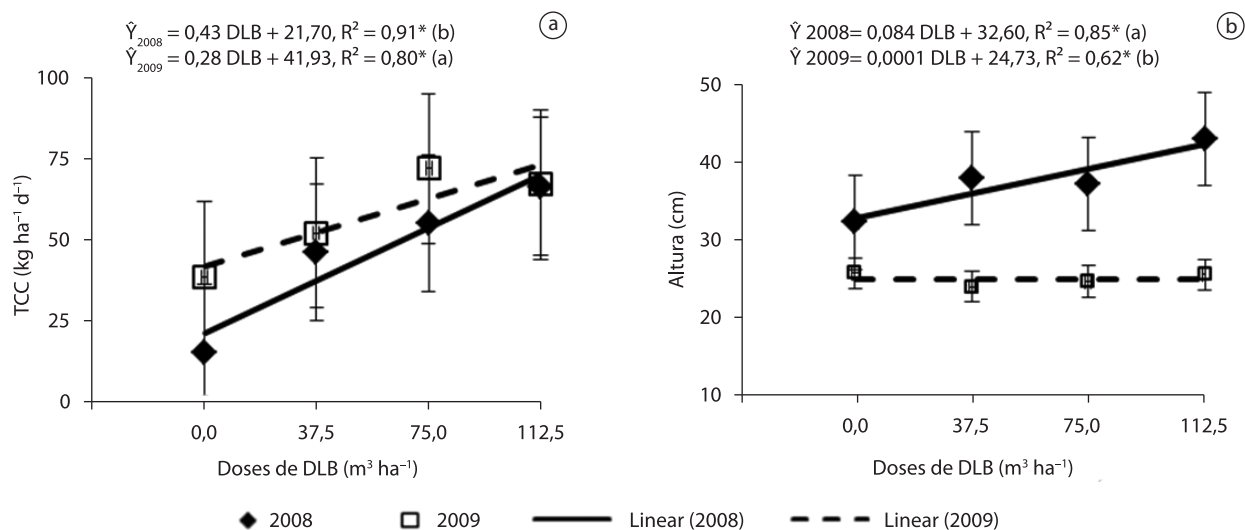 Ŷ₂₀₀₈ = 0,43 DLB + 21,70, R² = 0,91* (b)
Ŷ₂₀₀₉ = 0,28 DLB + 41,93, R² = 0,80* (a)
a
TCC (kg ha⁻¹ d⁻¹)
100
75
50
25
0
0,0 37,5 75,0 112,5
Doses de DLB (m³ ha⁻¹)
Ŷ 2008= 0,084 DLB + 32,60, R² = 0,85* (a)
Ŷ 2009= 0,0001 DLB + 24,73, R² = 0,62* (b)
b
Altura (cm)
50
40
30
20
10
0,0 37,5 75,0 112,5
Doses de DLB (m³ ha⁻¹)
2008 2009 Linear (2008) Linear (2009)